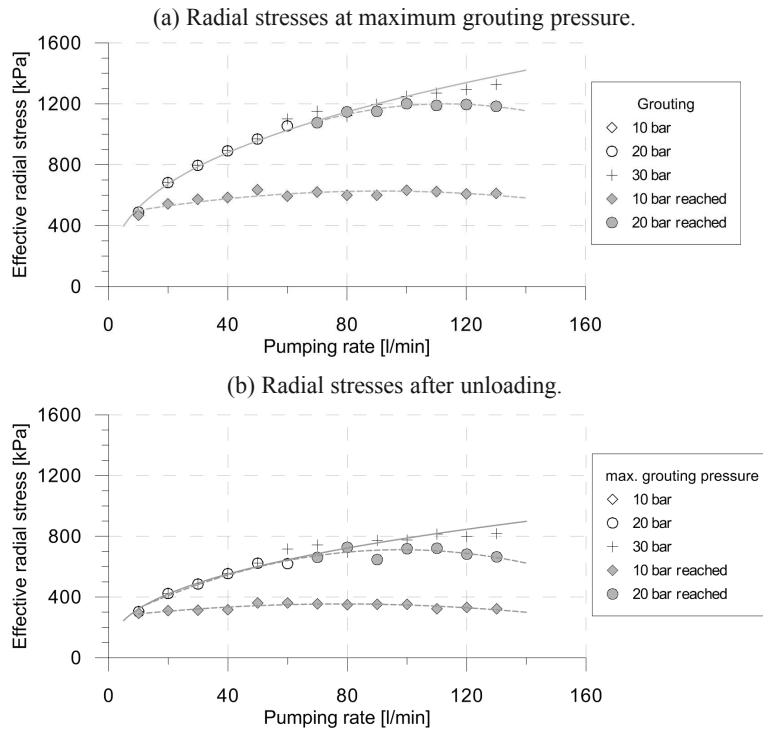 (a) Radial stresses at maximum grouting pressure.
1600
1200
800
400
0
Effective radial stress [kPa]
0 40 80 120 160
Pumping rate [l/min]
Grouting
10 bar
20 bar
30 bar
10 bar reached
20 bar reached
(b) Radial stresses after unloading.
1600
1200
800
400
0
Effective radial stress [kPa]
0 40 80 120 160
Pumping rate [l/min]
max. grouting pressure
10 bar
20 bar
30 bar
10 bar reached
20 bar reached